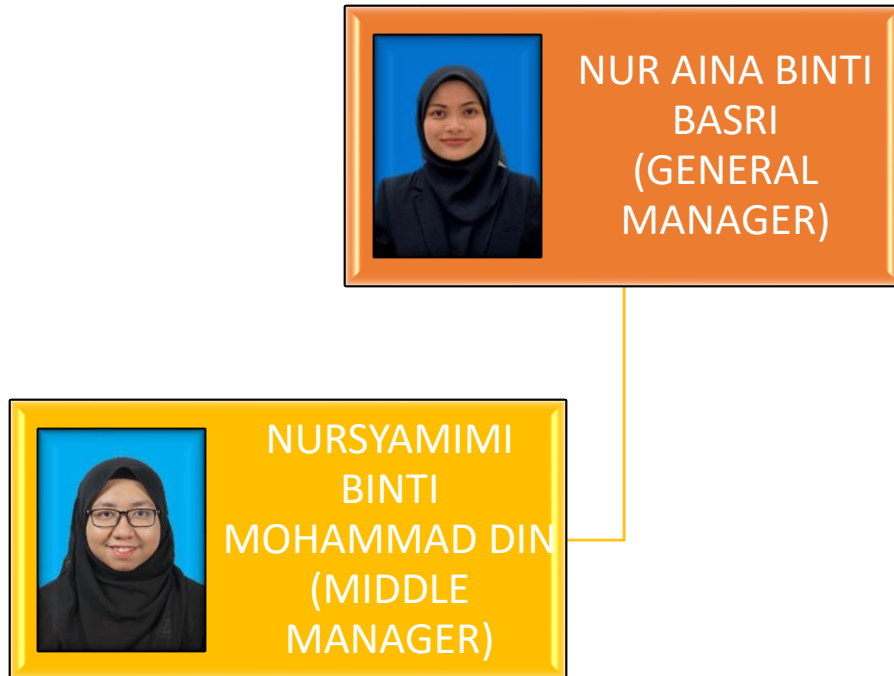 NUR AINA BINTI
BASRI
(GENERAL
MANAGER)
NURSYAMIMI
BINTI
MOHAMMAD DIN
(MIDDLE
MANAGER)